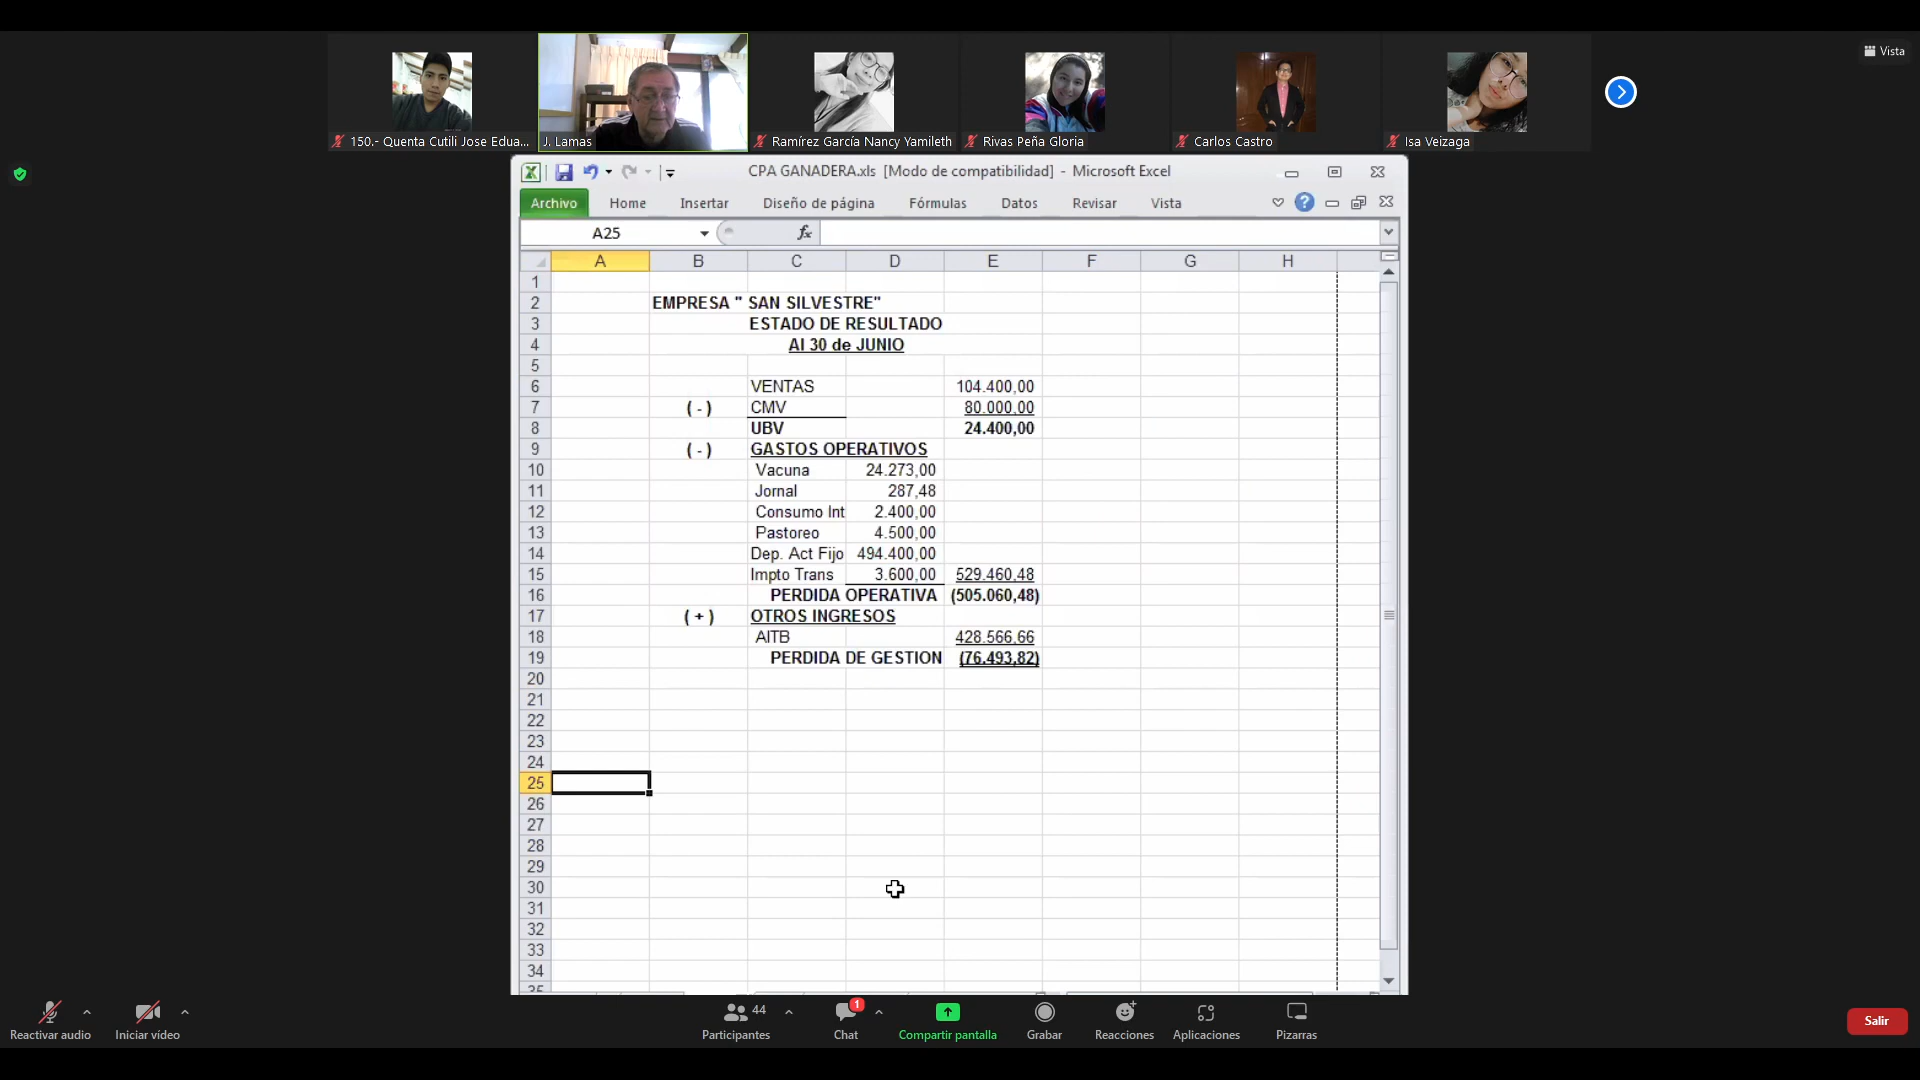 Vista
150.- Quenta Cutili Jose Edua...
J. Lamas
Ramírez García Nancy Yamileth
Rivas Peña Gloria
Carlos Castro
Isa Veizaga
CPA GANADERA.xls [Modo de compatibilidad] - Microsoft Excel
Archivo Home Insertar Diseño de página Fórmulas Datos Revisar Vista
A25 fx
A B C D E F G H
1
2 EMPRESA " SAN SILVESTRE"
3 ESTADO DE RESULTADO
4 Al 30 de JUNIO
5
6 VENTAS 104.400,00
7 ( - ) CMV 80.000,00
8 UBV 24.400,00
9 ( - ) GASTOS OPERATIVOS
10 Vacuna 24.273,00
11 Jornal 287,48
12 Consumo Int 2.400,00
13 Pastoreo 4.500,00
14 Dep. Act Fijo 494.400,00
15 Impto Trans 3.600,00 529.460,48
16 PERDIDA OPERATIVA (505.060,48)
17 ( + ) OTROS INGRESOS
18 AITB 428.566,66
19 PERDIDA DE GESTION (76.493,82)
20
21
22
23
24
25
26
27
28
29
30
31
32
33
34
35
Reactivar audio
Iniciar vídeo
44
Participantes
1
Chat
Compartir pantalla
Grabar
Reacciones
Aplicaciones
Pizarras
Salir